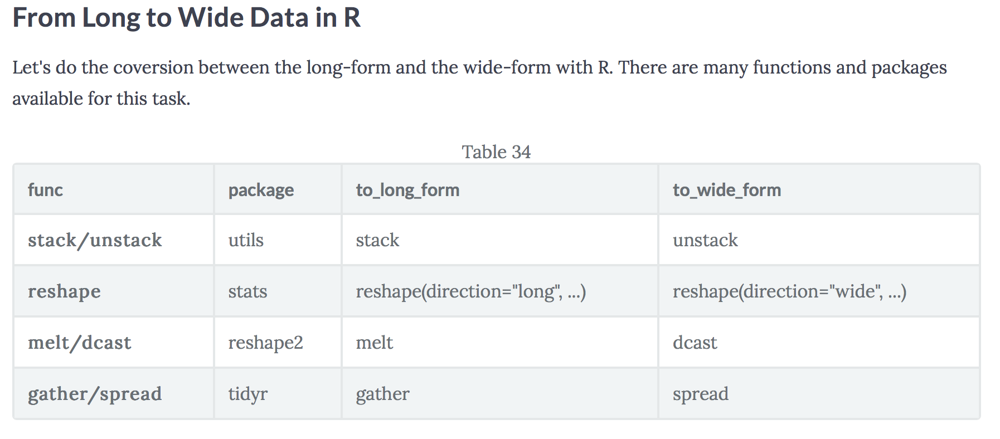 From Long to Wide Data in R
Let's do the coversion between the long-form and the wide-form with R. There are many functions and packages
available for this task.
Table 34
func package to_long_form to_wide_form
stack/unstack utils stack unstack
reshape stats reshape(direction="long", ...) reshape(direction="wide", ...)
melt/dcast reshape2 melt dcast
gather/spread tidyr gather spread